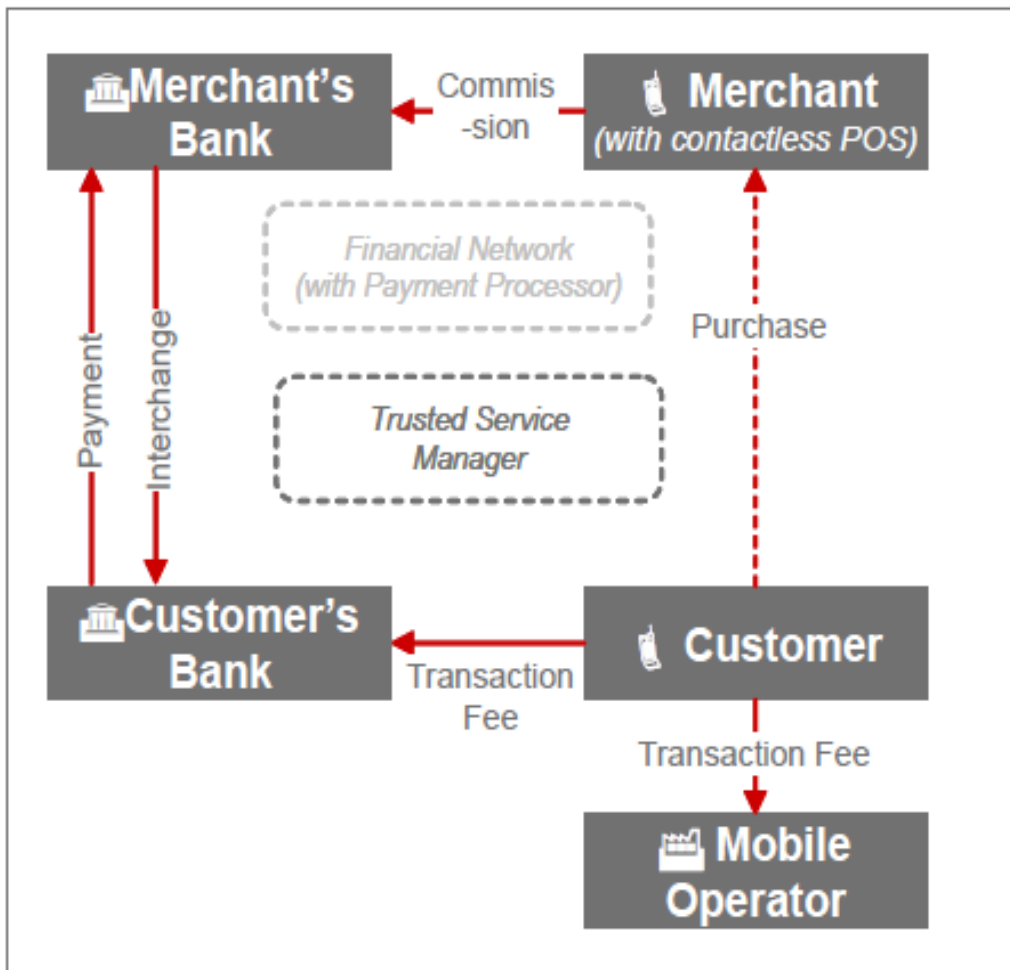 Merchant's
Bank
Commis
-sion
Merchant
(with contactless POS)
Financial Network
(with Payment Processor)
Purchase
Payment
Interchange
Trusted Service
Manager
Customer's
Bank
Transaction
Fee
Customer
Transaction Fee
Mobile
Operator